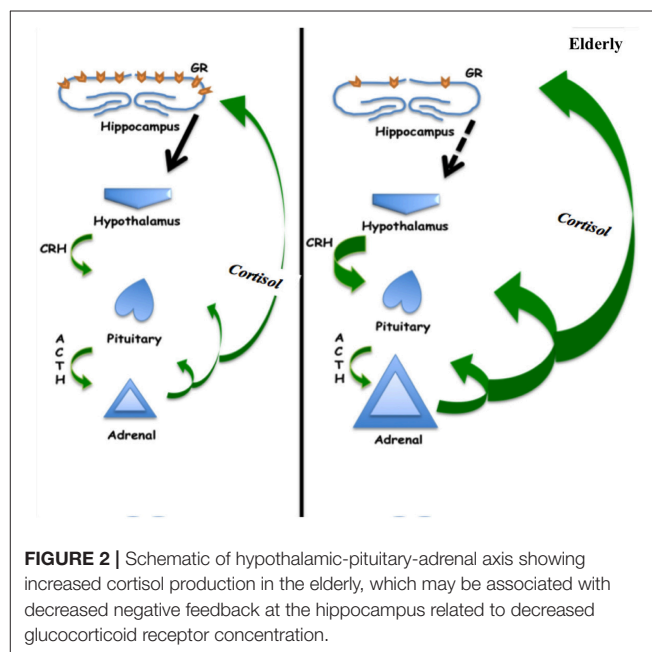 GR
Hippocampus
Hypothalamus
CRH
Cortisol
Pituitary
A
C
T
H
Adrenal
Elderly
GR
Hippocampus
Hypothalamus
CRH
Cortisol
Pituitary
A
C
T
H
Adrenal
FIGURE 2 | Schematic of hypothalamic-pituitary-adrenal axis showing
increased cortisol production in the elderly, which may be associated with
decreased negative feedback at the hippocampus related to decreased
glucocorticoid receptor concentration.